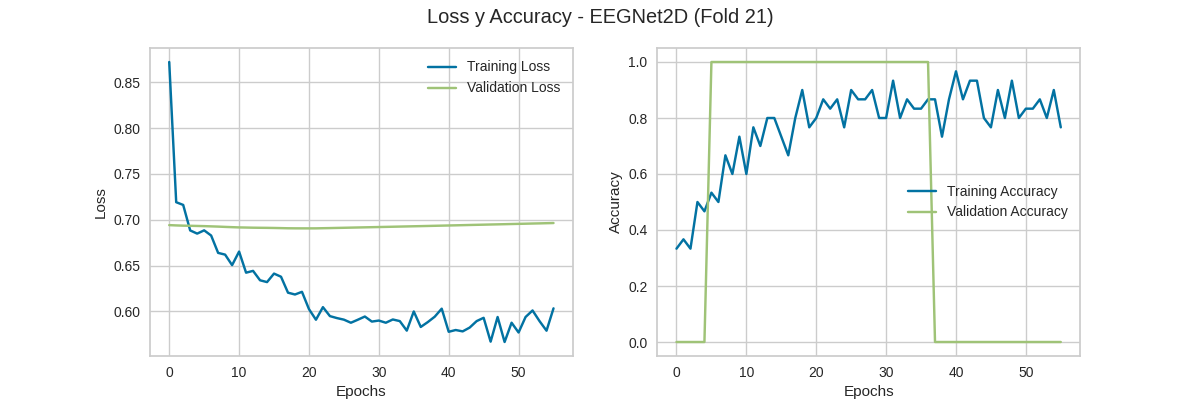 Loss y Accuracy - EEGNet2D (Fold 21)
Training Loss
Validation Loss
0.85
0.80
0.75
0.70
0.65
0.60
Loss
0 10 20 30 40 50
Epochs
1.0
0.8
0.6
0.4
0.2
0.0
Accuracy
Training Accuracy
Validation Accuracy
0 10 20 30 40 50
Epochs